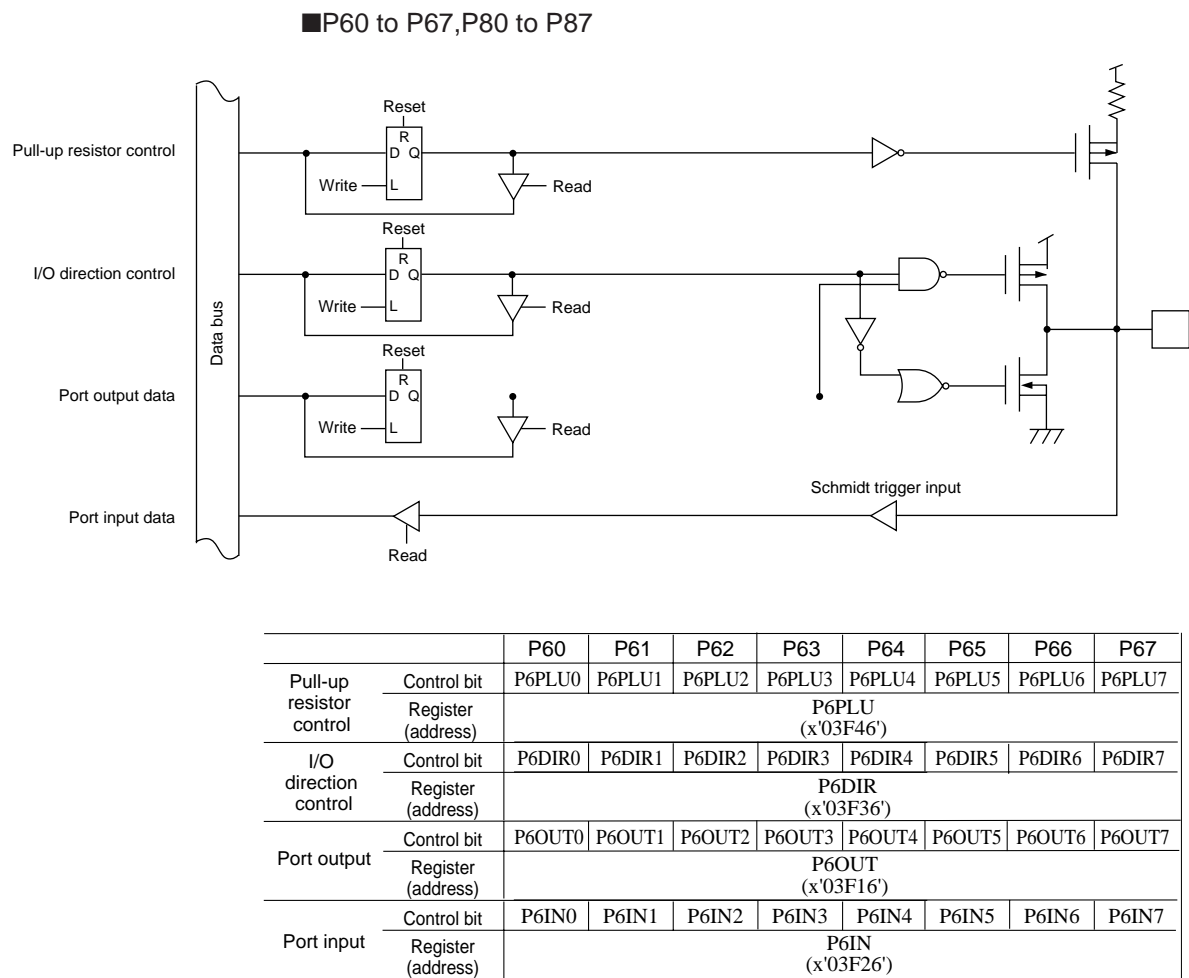 ■P60 to P67,P80 to P87
Reset
Pull-up resistor control
R
D Q
Write
L
Read
Reset
I/O direction control
R
D Q
Write
L
Read
Data bus
Reset
Port output data
R
D Q
Write
L
Read
Schmidt trigger input
Port input data
Read
P60 P61 P62 P63 P64 P65 P66 P67
Pull-up resistor control
Control bit P6PLU0 P6PLU1 P6PLU2 P6PLU3 P6PLU4 P6PLU5 P6PLU6 P6PLU7
Register (address) P6PLU (x'03F46')
I/O direction control
Control bit P6DIR0 P6DIR1 P6DIR2 P6DIR3 P6DIR4 P6DIR5 P6DIR6 P6DIR7
Register (address) P6DIR (x'03F36')
Port output
Control bit P6OUT0 P6OUT1 P6OUT2 P6OUT3 P6OUT4 P6OUT5 P6OUT6 P6OUT7
Register (address) P6OUT (x'03F16')
Port input
Control bit P6IN0 P6IN1 P6IN2 P6IN3 P6IN4 P6IN5 P6IN6 P6IN7
Register (address) P6IN (x'03F26')